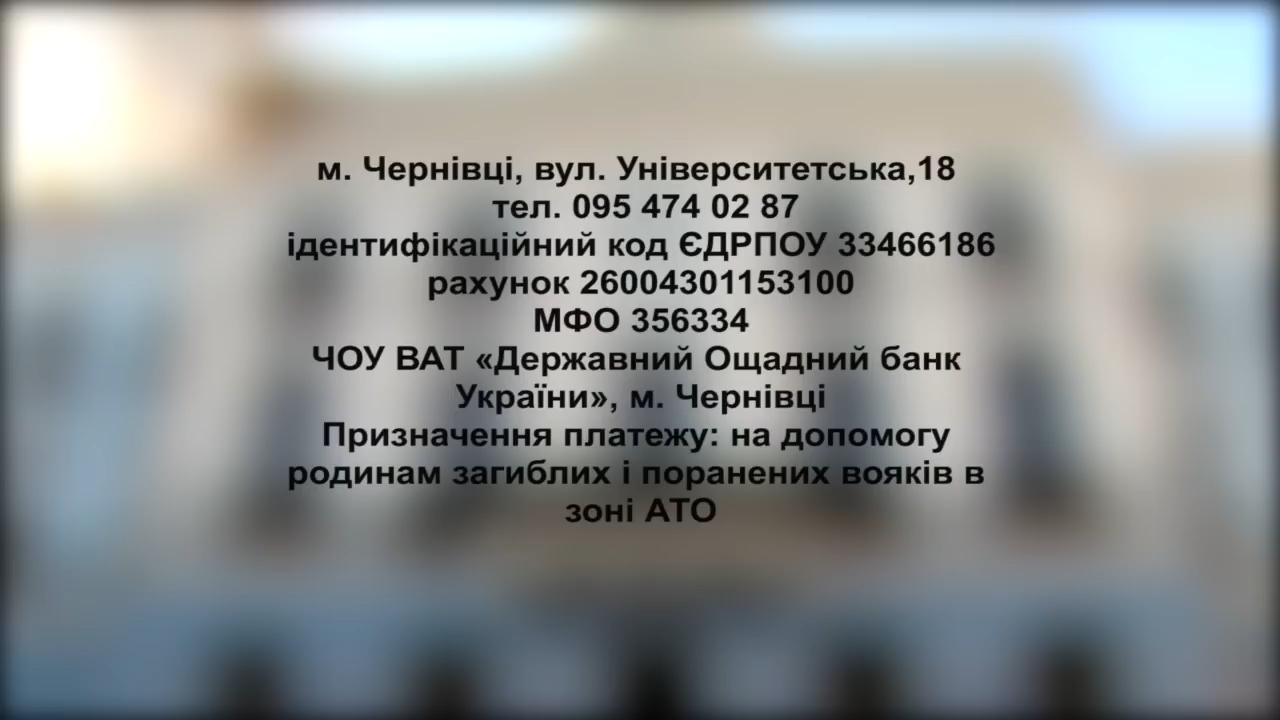 м. Чернівці, вул. Університетська,18
тел. 095 474 02 87
ідентифікаційний код ЄДРПОУ 33466186
рахунок 26004301153100
МФО 356334
ЧОУ ВАТ «Державний Ощадний банк
України», м. Чернівці
Призначення платежу: на допомогу
родинам загиблих і поранених вояків в
зоні АТО